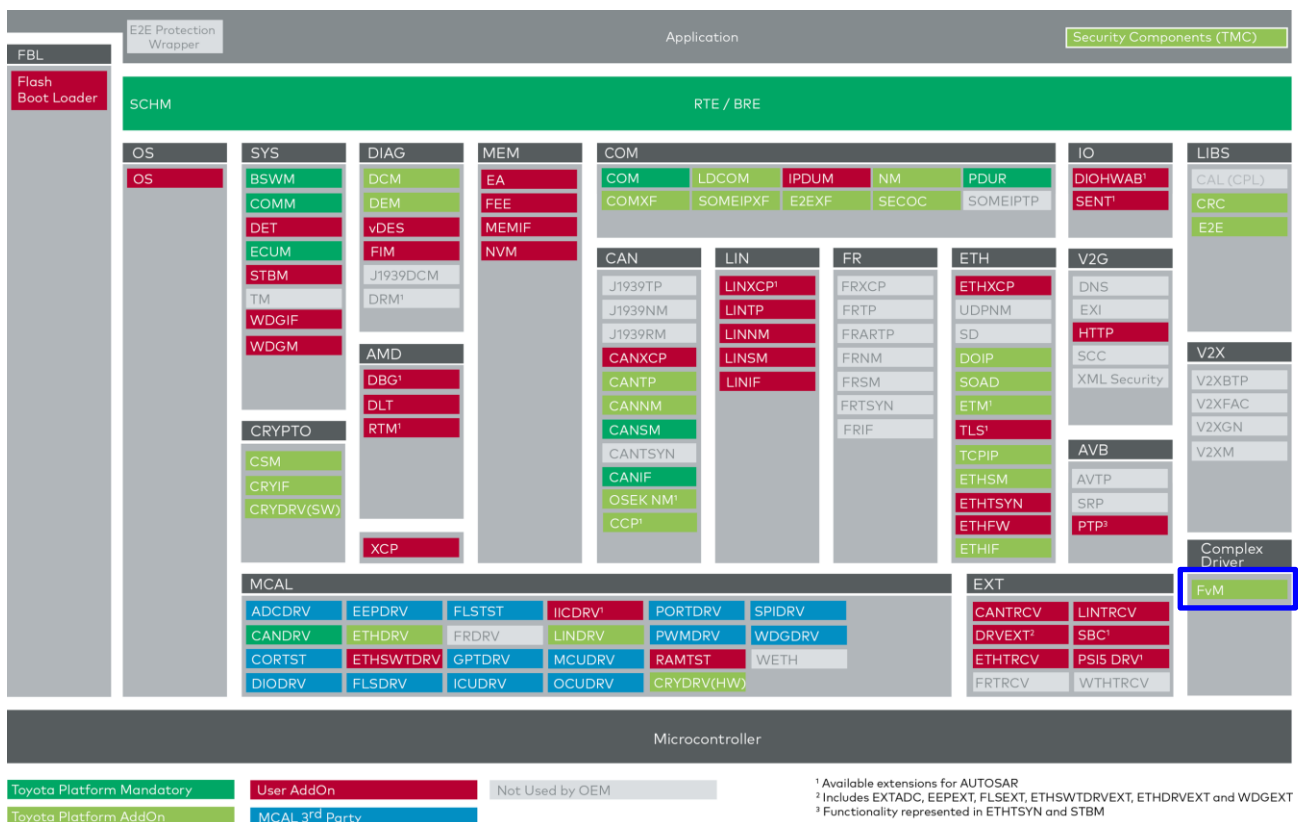 E2E Protection
Wrapper
Application
Security Components (TMC)
FBL
Flash
Boot Loader
SCHM
RTE / BRE
OS
OS
SYS
BSWM
COMM
DET
ECUM
STBM
TM
WDGIF
WDGM
CRYPTO
CSM
CRYIF
CRYDRV(SW)
DIAG
DCM
DEM
vDES
FIM
J1939DCM
DRM¹
AMD
DBG¹
DLT
RTM¹
XCP
MEM
EA
FEE
MEMIF
NVM
COM
COM
LDCOM
IPDUM
NM
PDUR
COMXF
SOMEIPXF
E2EXF
SECOC
SOMEIPTP
CAN
J1939TP
J1939NM
J1939RM
CANXCP
CANTP
CANNM
CANSM
CANTSYN
CANIF
OSEK NM¹
CCP¹
LIN
LINXCP¹
LINTP
LINNM
LINSM
LINIF
FR
FRXCP
FRTP
FRARTP
FRNM
FRSM
FRTSYN
FRIF
ETH
ETHXCP
UDPNM
SD
DOIP
SOAD
ETM¹
TLS¹
TCPIP
ETHSM
ETHTSYN
ETHFW
ETHIF
IO
DIOHWAB¹
SENT¹
V2G
DNS
EXI
HTTP
SCC
XML Security
AVB
AVTP
SRP
PTP³
LIBS
CAL (CPL)
CRC
E2E
V2X
V2XBTP
V2XFAC
V2XGN
V2XM
Complex
Driver
FvM
MCAL
ADCDRV
EEPDRV
FLSTST
IICDRV¹
PORTDRV
SPIDRV
CANDRV
ETHDRV
FRDRV
LINDRV
PWMDRV
WDGDRV
CORTST
ETHSWTDRV
GPTDRV
MCUDRV
RAMTST
WETH
DIODRV
FLSDRV
ICUDRV
OCUDRV
CRYDRV(HW)
EXT
CANTRCV
LINTRCV
DRVEXT²
SBC¹
ETHTRCV
PSI5 DRV¹
FRTRCV
WTHTRCV
Microcontroller
Toyota Platform Mandatory
User AddOn
Not Used by OEM
Toyota Platform AddOn
MCAL 3rd Party
¹ Available extensions for AUTOSAR
² Includes EXTADC, EEPEXT, FLSEXT, ETHSWTDRVEXT, ETHDRVEXT and WDGEXT
³ Functionality represented in ETHTSYN and STBM